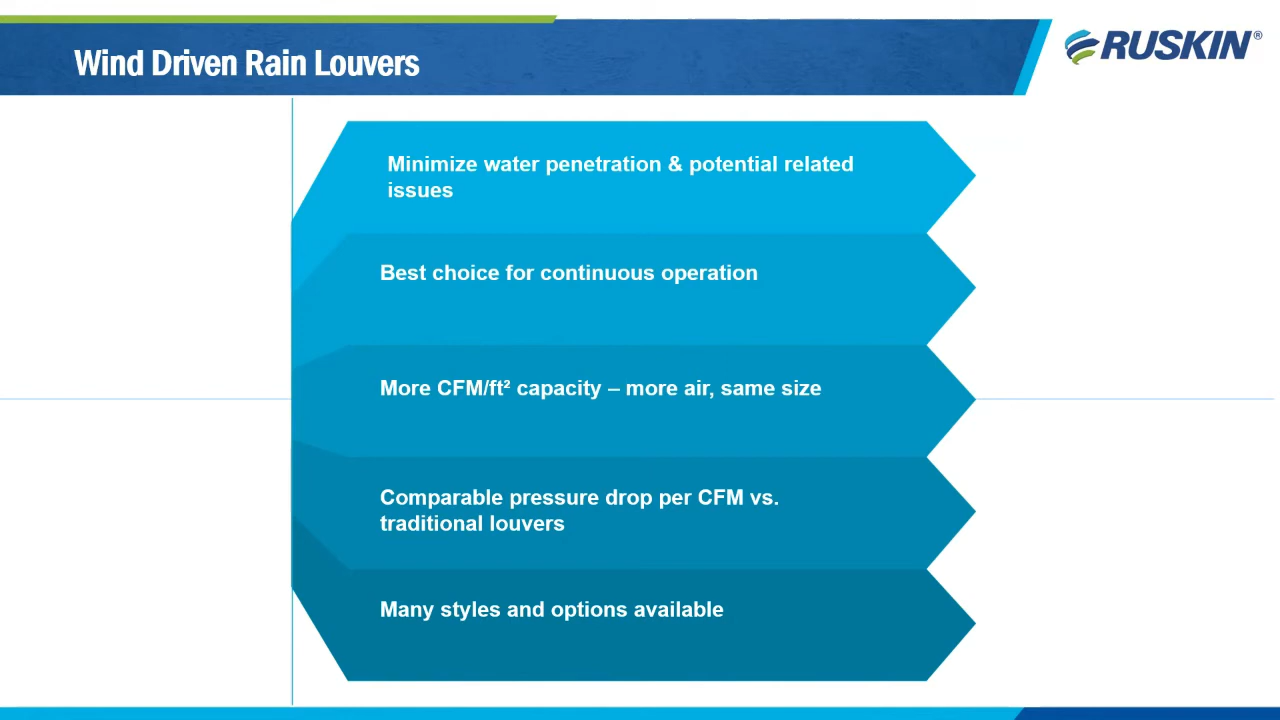 Wind Driven Rain Louvers
RUSKIN®
Minimize water penetration & potential related
issues
Best choice for continuous operation
More CFM/ft² capacity – more air, same size
Comparable pressure drop per CFM vs.
traditional louvers
Many styles and options available